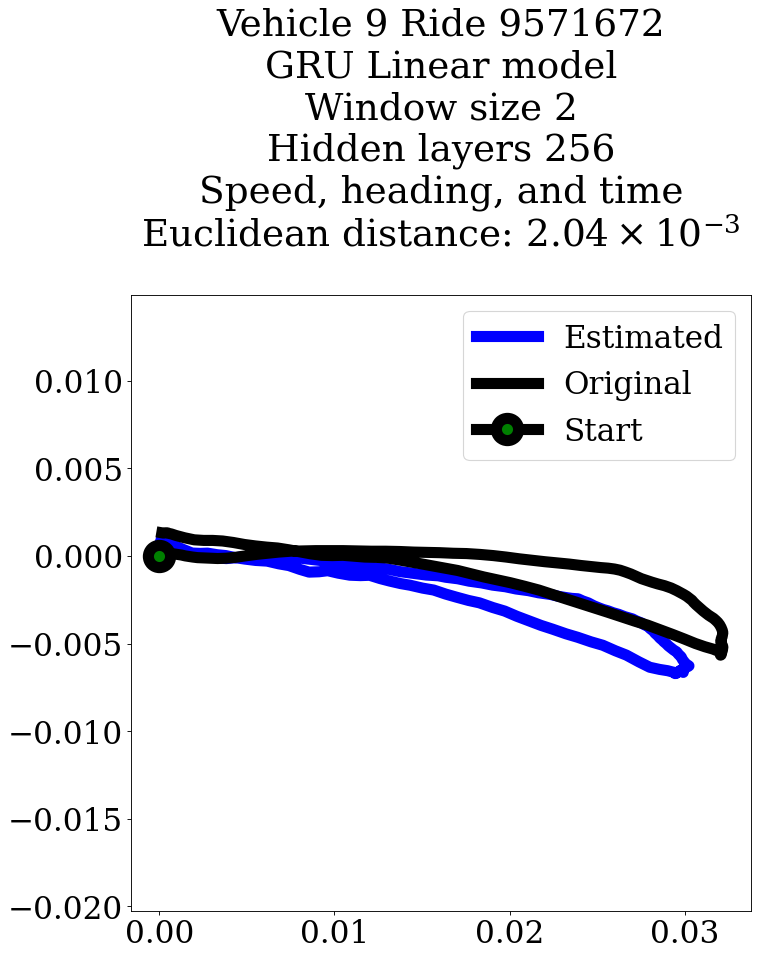 Vehicle 9 Ride 9571672
GRU Linear model
Window size 2
Hidden layers 256
Speed, heading, and time
Euclidean distance: 2.04 × 10⁻³
Estimated
Original
Start
0.010
0.005
0.000
−0.005
−0.010
−0.015
−0.020
0.00 0.01 0.02 0.03